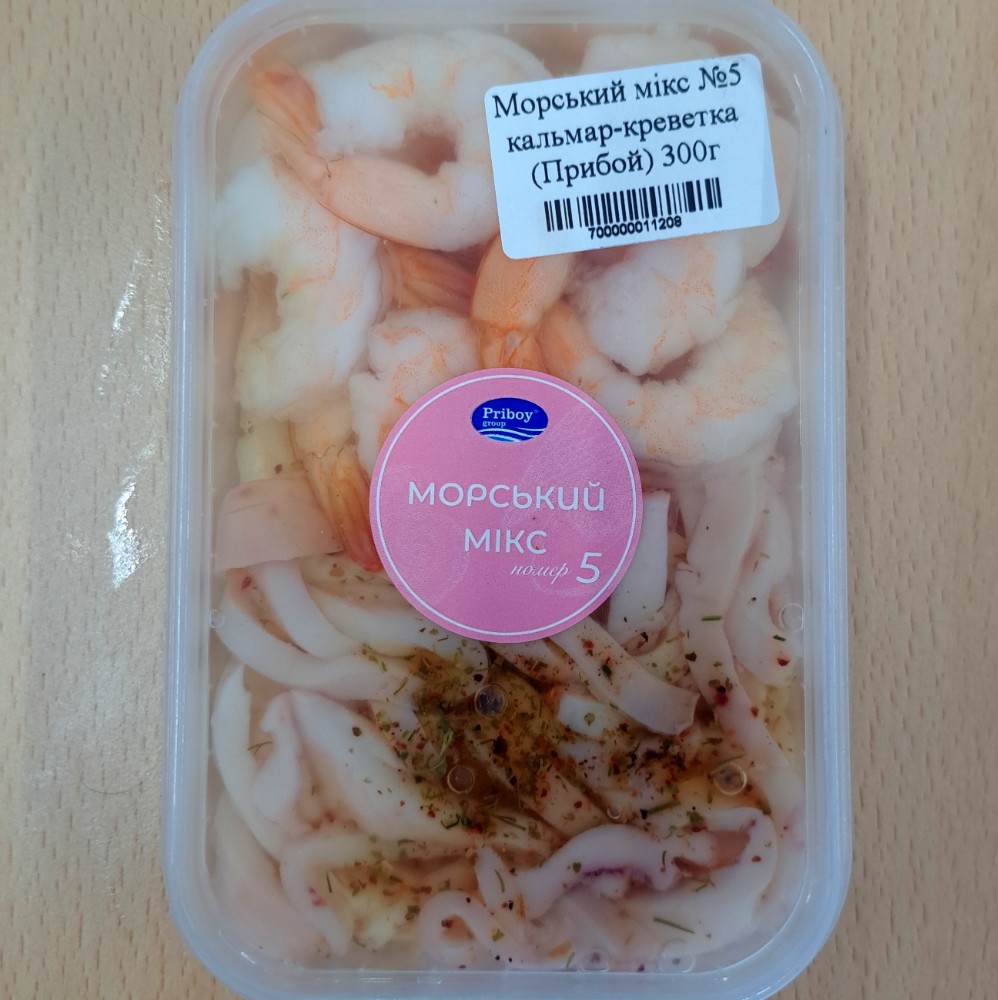 Морський мікс №5
кальмар-креветка
(Прибой) 300г
700000011208
Priboy
group
МОРСЬКИЙ
МІКС
номер 5